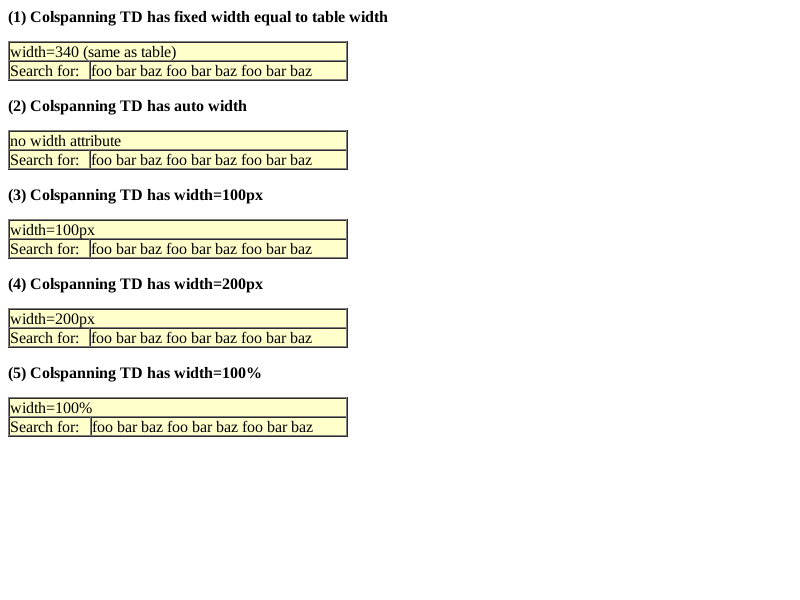 (1) Colspanning TD has fixed width equal to table width
width=340 (same as table)
Search for: foo bar baz foo bar baz foo bar baz
(2) Colspanning TD has auto width
no width attribute
Search for: foo bar baz foo bar baz foo bar baz
(3) Colspanning TD has width=100px
width=100px
Search for: foo bar baz foo bar baz foo bar baz
(4) Colspanning TD has width=200px
width=200px
Search for: foo bar baz foo bar baz foo bar baz
(5) Colspanning TD has width=100%
width=100%
Search for: foo bar baz foo bar baz foo bar baz